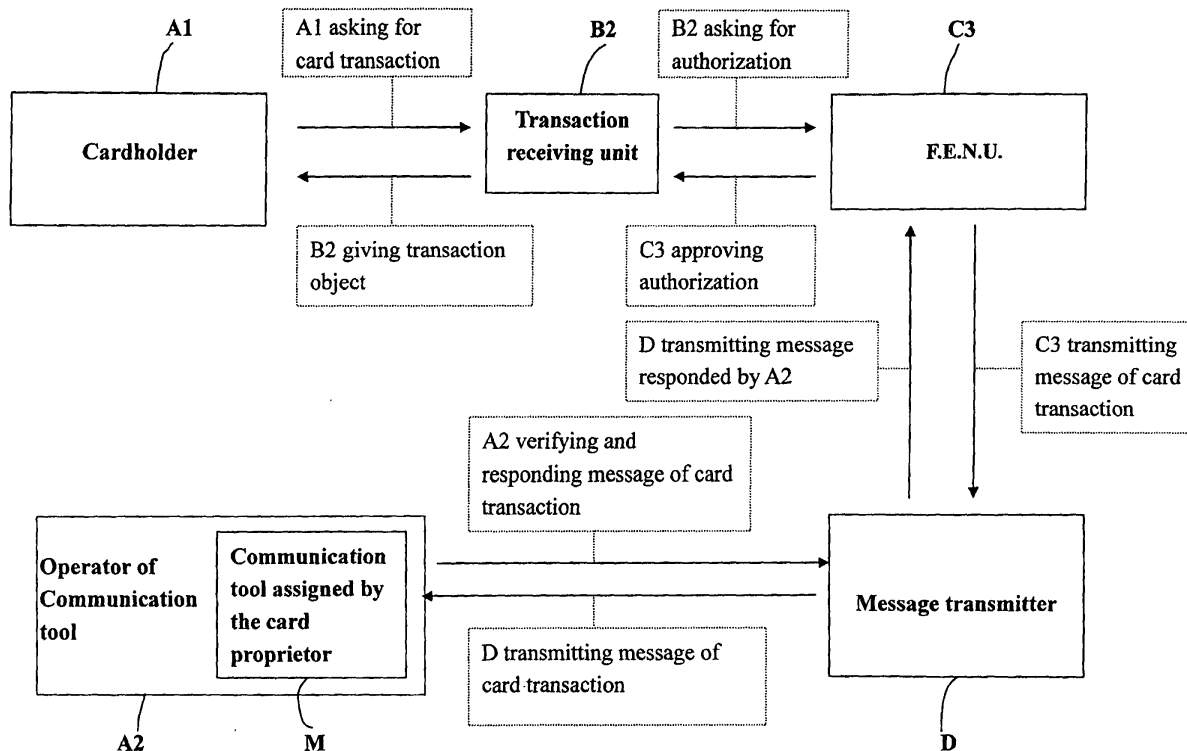 A1
A1 asking for
card transaction
B2
B2 asking for
authorization
C3
Cardholder
Transaction
receiving unit
F.E.N.U.
B2 giving transaction
object
C3 approving
authorization
D transmitting message
responded by A2
C3 transmitting
message of card
transaction
A2 verifying and
responding message of card
transaction
Operator of
Communication
tool
Communication
tool assigned by
the card
proprietor
Message transmitter
D transmitting message of
card transaction
A2
M
D